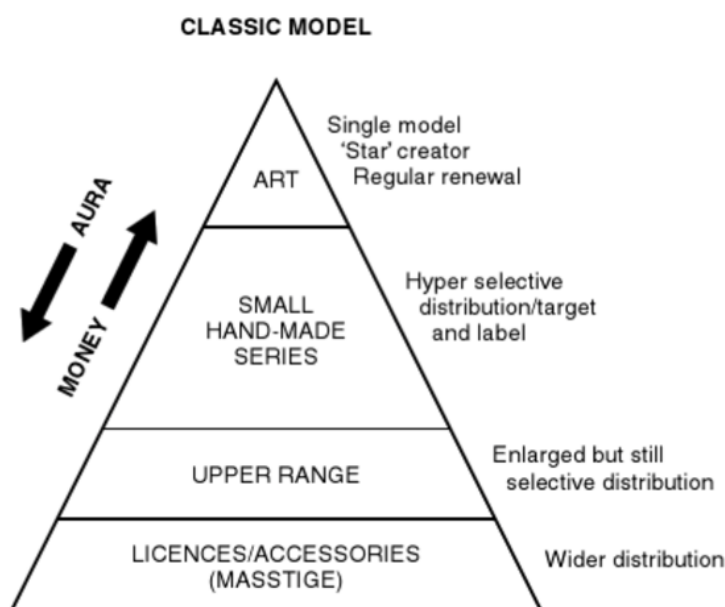 CLASSIC MODEL
Single model
‘Star’ creator
Regular renewal
ART
AURA
MONEY
Hyper selective
distribution/target
and label
SMALL
HAND-MADE
SERIES
Enlarged but still
selective distribution
UPPER RANGE
LICENCES/ACCESSORIES
(MASSTIGE)
Wider distribution